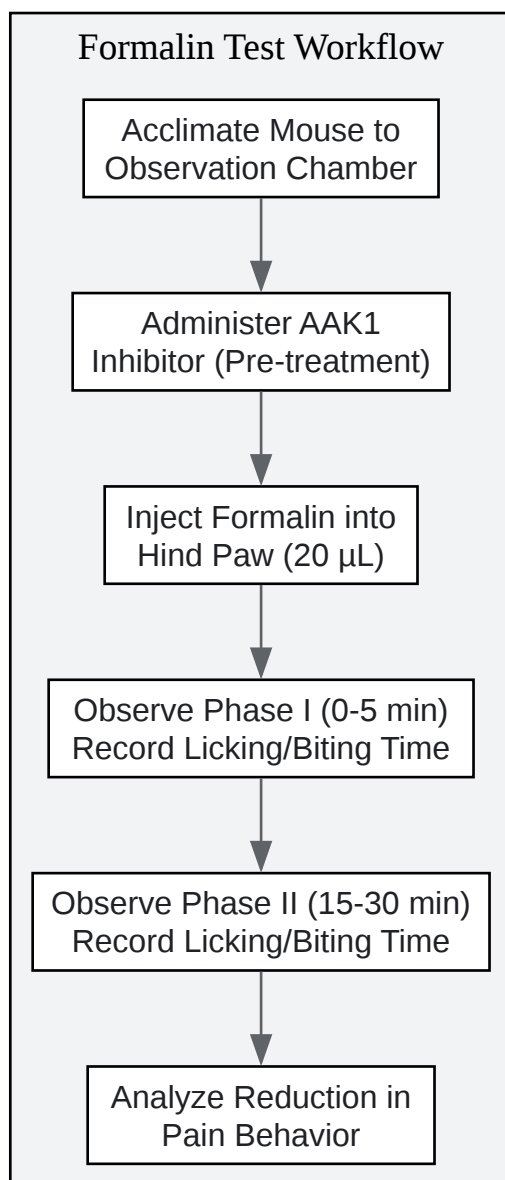 Formalin Test Workflow
Acclimate Mouse to
Observation Chamber
Administer AAK1
Inhibitor (Pre-treatment)
Inject Formalin into
Hind Paw (20 µL)
Observe Phase I (0-5 min)
Record Licking/Biting Time
Observe Phase II (15-30 min)
Record Licking/Biting Time
Analyze Reduction in
Pain Behavior